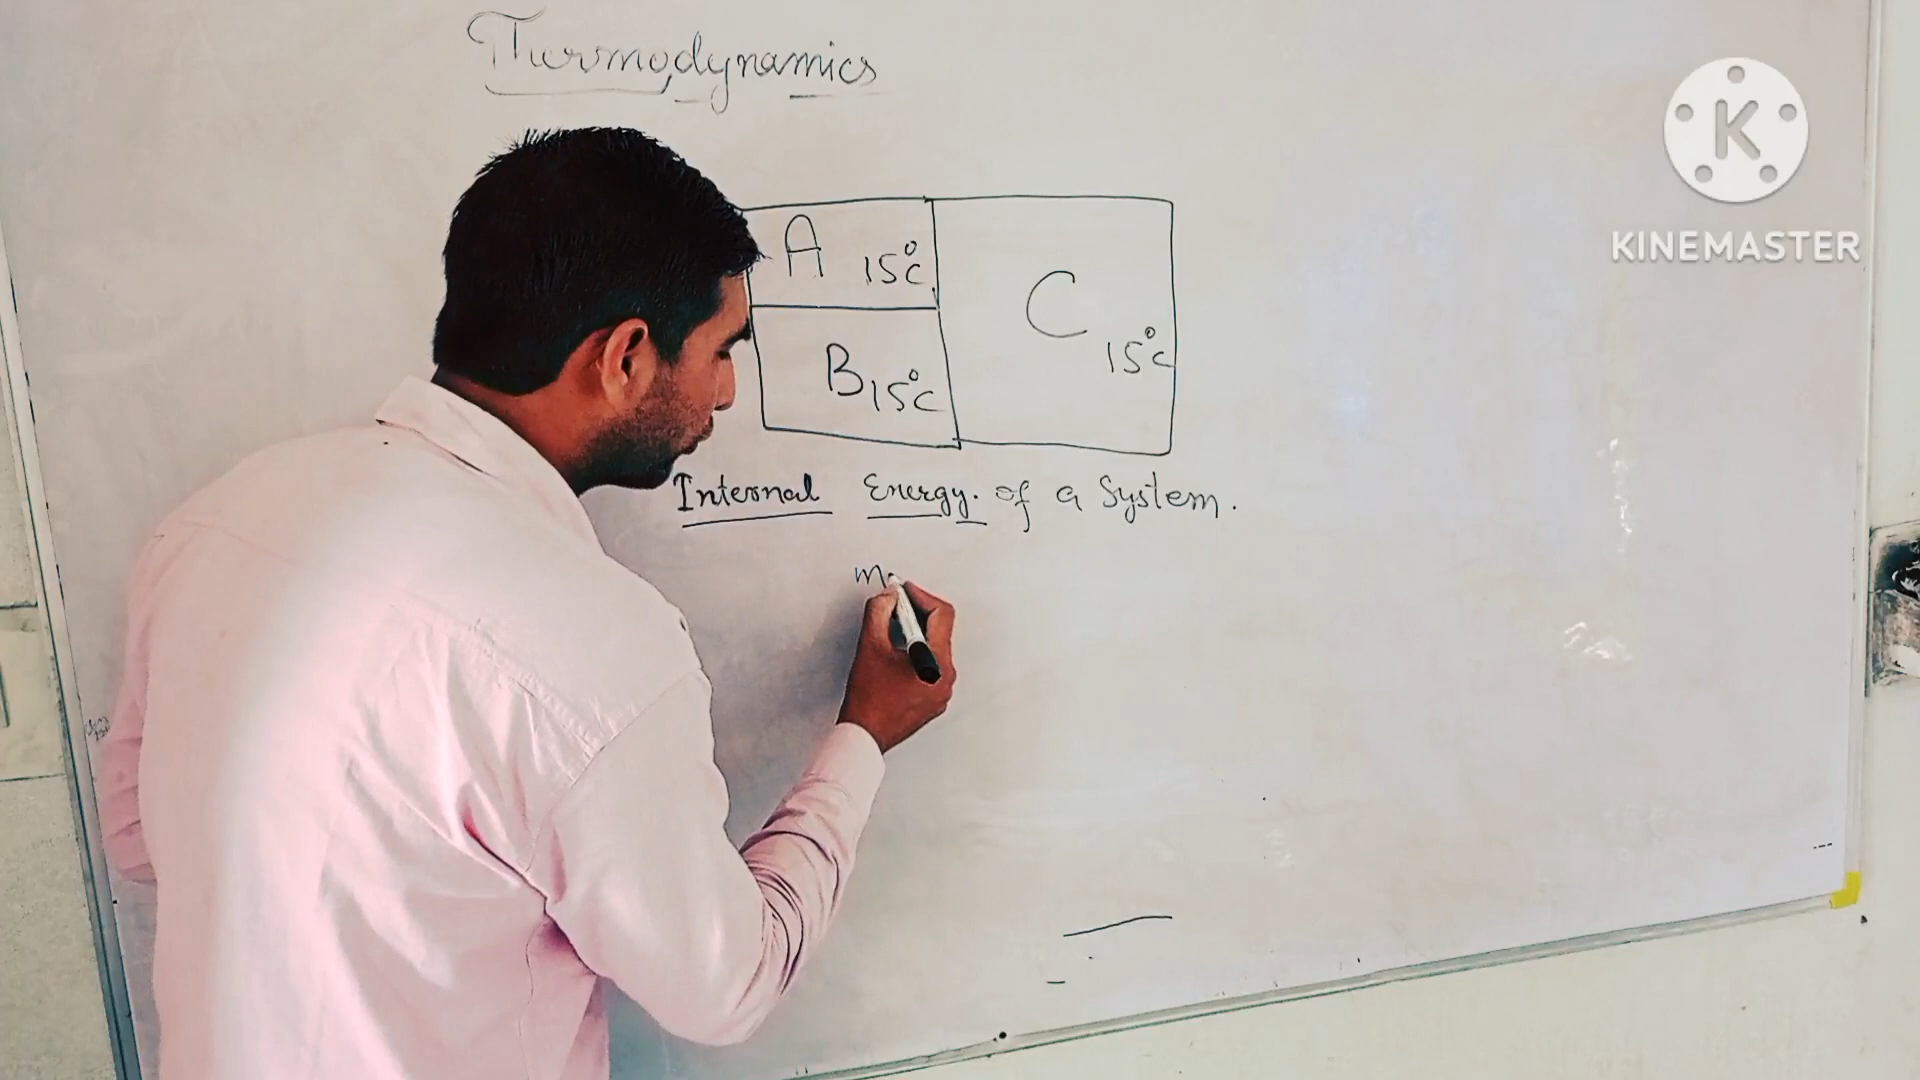 Thermodynamics
A 15°C
C 15°C
B 15°C
Internal Energy. of a System.
m
KINEMASTER